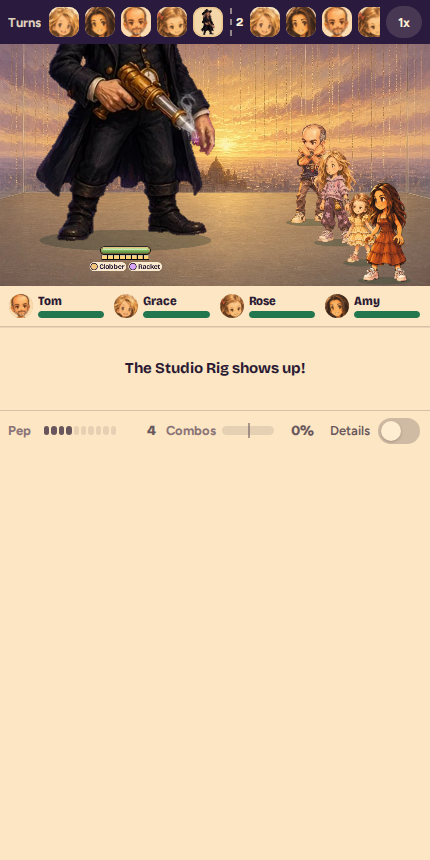 Turns 2 1x
Clobber Racket
Tom Grace Rose Amy
The Studio Rig shows up!
Pep 4 Combos 0% Details